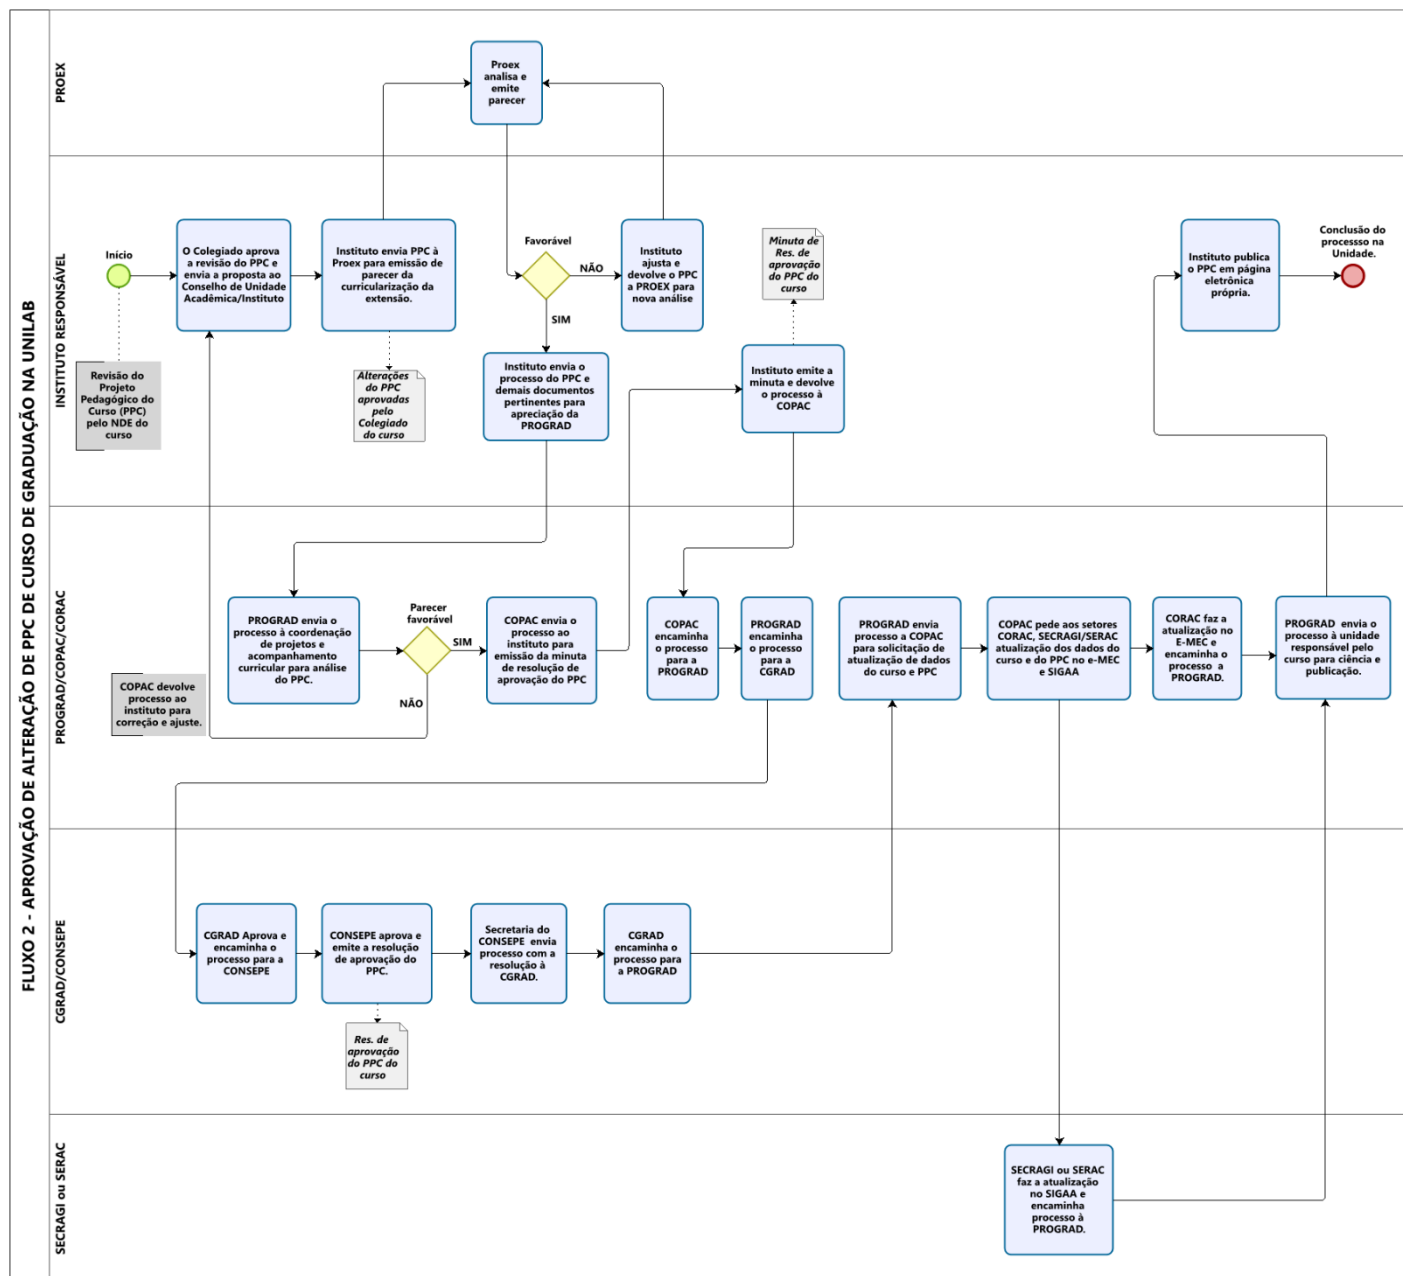 FLUXO 2 - APROVAÇÃO DE ALTERAÇÃO DE PPC DE CURSO DE GRADUAÇÃO NA UNILAB
PROEX
Proex
analisa e
emite
parecer
INSTITUTO RESPONSÁVEL
Início
Revisão do
Projeto
Pedagógico do
Curso (PPC)
pelo NDE do
curso
O Colegiado aprova
a revisão do PPC e
envia a proposta ao
Conselho de Unidade
Acadêmica/Instituto
Instituto envia PPC à
Proex para emissão de
parecer da
curricularização da
extensão.
Alterações
do PPC
aprovadas
pelo
Colegiado
do curso
Favorável
NÃO
SIM
Instituto
ajusta e
devolve o PPC
a PROEX para
nova análise
Instituto envia o
processo do PPC e
demais documentos
pertinentes para
apreciação da
PROGRAD
Minuta de
Res. de
aprovação
do PPC do
curso
Instituto emite a
minuta e devolve
o processo à
COPAC
Instituto publica
o PPC em página
eletrônica
própria.
Conclusão do
processso na
Unidade.
PROGRAD/COPAC/CORAC
COPAC devolve
processo ao
instituto para
correção e ajuste.
PROGRAD envia o
processo à coordenação
de projetos e
acompanhamento
curricular para análise
do PPC.
Parecer
favorável
SIM
NÃO
COPAC envia o
processo ao
instituto para
emissão da minuta
de resolução de
aprovação do PPC
COPAC
encaminha
o processo
para a
PROGRAD
PROGRAD
encaminha o
processo
para a
CGRAD
PROGRAD envia
processo a COPAC
para solicitação de
atualização de dados
do curso e PPC
COPAC pede aos setores
CORAC, SECRAGI/SERAC
atualização dos dados do
curso e do PPC no e-MEC
e SIGAA
CORAC faz a
atualização no
E-MEC e
encaminha o
processo a
PROGRAD.
PROGRAD envia o
processo à unidade
responsável pelo
curso para ciência e
publicação.
CGRAD/CONSEPE
CGRAD Aprova e
encaminha o
processo para a
CONSEPE
CONSEPE aprova e
emite a resolução
de aprovação do
PPC.
Res. de
aprovação
do PPC do
curso
Secretaria do
CONSEPE envia
processo com a
resolução à
CGRAD.
CGRAD
encaminha o
processo para
a PROGRAD
SECRAGI ou SERAC
SECRAGI ou SERAC
faz a atualização
no SIGAA e
encaminha
processo à
PROGRAD.